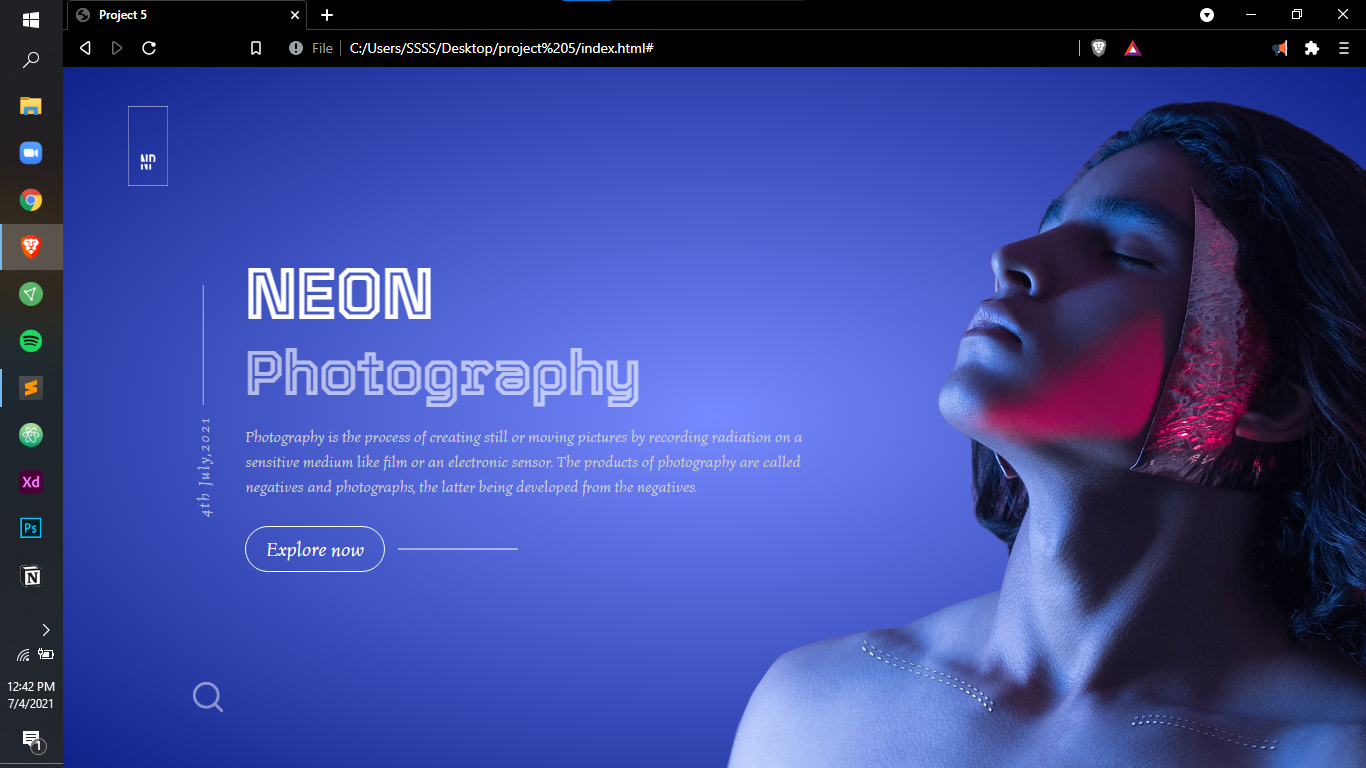 Project 5
File
C:/Users/SSSS/Desktop/project%205/index.html#
NP
NEON
Photography
Photography is the process of creating still or moving pictures by recording radiation on a
sensitive medium like film or an electronic sensor. The products of photography are called
negatives and photographs, the latter being developed from the negatives.
4th July,2021
Explore now
Xd
Ps
N
12:42 PM
7/4/2021
1